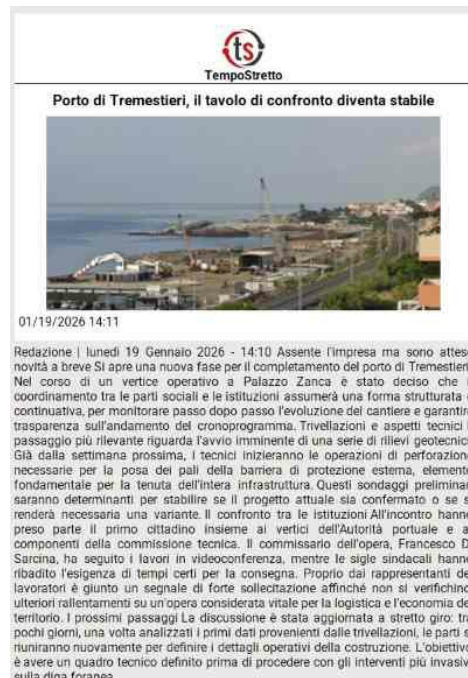 ts
TempoStretto
Porto di Tremestieri, il tavolo di confronto diventa stabile
01/19/2026 14:11
Redazione | lunedì 19 Gennaio 2026 - 14:10 Assente l'impresa ma sono attese
novità a breve Si apre una nuova fase per il completamento del porto di Tremestieri.
Nel corso di un vertice operativo a Palazzo Zanca è stato deciso che
coordinamento tra le parti sociali e le istituzioni assumerà una forma strutturata
continuativa, per monitorare passo dopo passo l'evoluzione del cantiere e garantire
trasparenza sull'andamento del cronoprogramma. Trivellazioni e aspetti tecnici
passaggio più rilevante riguarda l'avvio imminente di una serie di rilievi geotecnici.
Già dalla settimana prossima, i tecnici inizieranno le operazioni di perforazione
necessarie per la posa dei pali della barriera di protezione esterna, elemento
fondamentale per la tenuta dell'intera infrastruttura. Questi sondaggi preliminari
saranno determinanti per stabilire se il progetto attuale sia confermato o se si
renderà necessaria una variante. Il confronto tra le istituzioni All'incontro hanno
preso parte il primo cittadino insieme ai vertici dell'Autorità portuale e ai
componenti della commissione tecnica. Il commissario dell'opera, Francesco Di
Sarcina, ha seguito i lavori in videoconferenza, mentre le sigle sindacali hanno
ribadito l'esigenza di tempi certi per la consegna. Proprio dai rappresentanti dei
lavoratori è giunto un segnale di forte sollecitazione affinché non si verifichino
ulteriori rallentamenti su un'opera considerata vitale per la logistica e l'economia del
territorio. I prossimi passaggi La discussione è stata aggiornata a stretto giro: tra
pochi giorni, una volta analizzati i primi dati provenienti dalle trivellazioni, le parti si
riuniranno nuovamente per definire i dettagli operativi della costruzione. L'obiettivo
è avere un quadro tecnico definito prima di procedere con gli interventi più invasivi
sulla diga foranea.